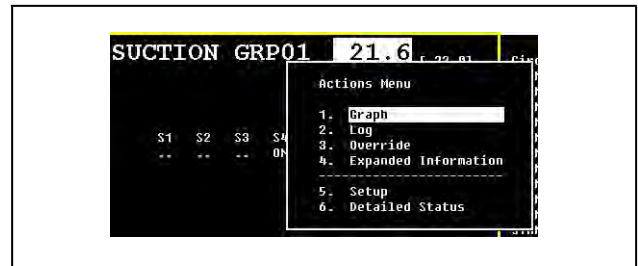 SUCTION GRP01 21.6
Actions Menu
1. Graph
2. Log
3. Override
4. Expanded Information
5. Setup
6. Detailed Status
S1 S2 S3 S4
.. .. ..